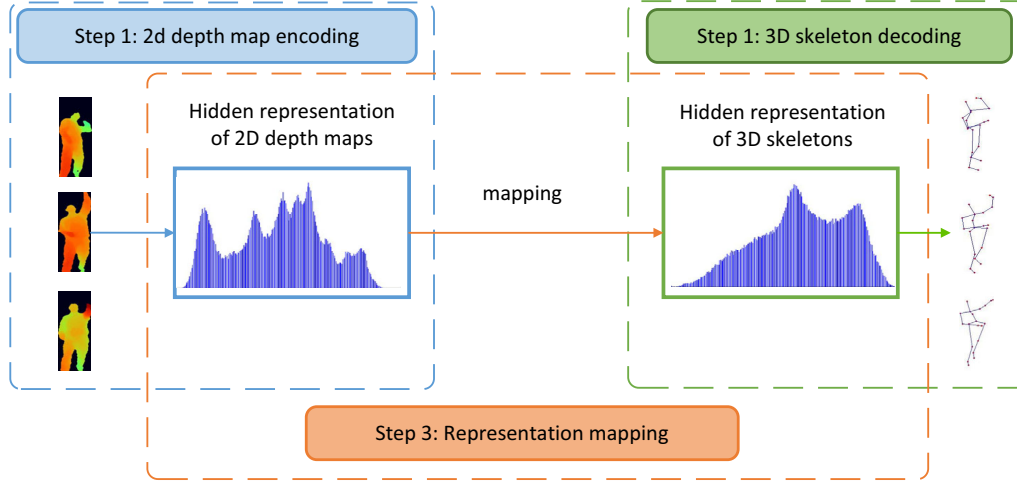 Step 1: 2d depth map encoding
Step 1: 3D skeleton decoding
Hidden representation
of 2D depth maps
Hidden representation
of 3D skeletons
mapping
Step 3: Representation mapping